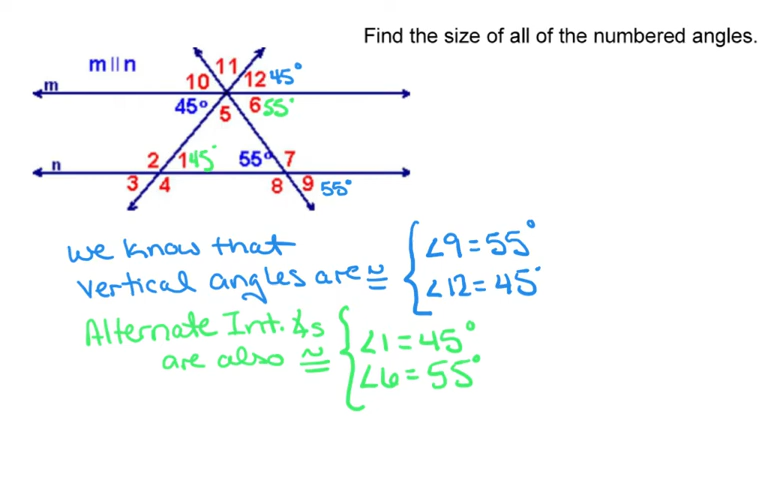 Find the size of all of the numbered angles.
m || n
11
10
12 45°
m
45°
5
6 55°
n
2
1 45°
55°
7
3
4
8
9 55°
We know that
vertical angles are ≅
∠9 = 55°
∠12 = 45°
Alternate Int. ∡s
are also ≅
∠1 = 45°
∠6 = 55°